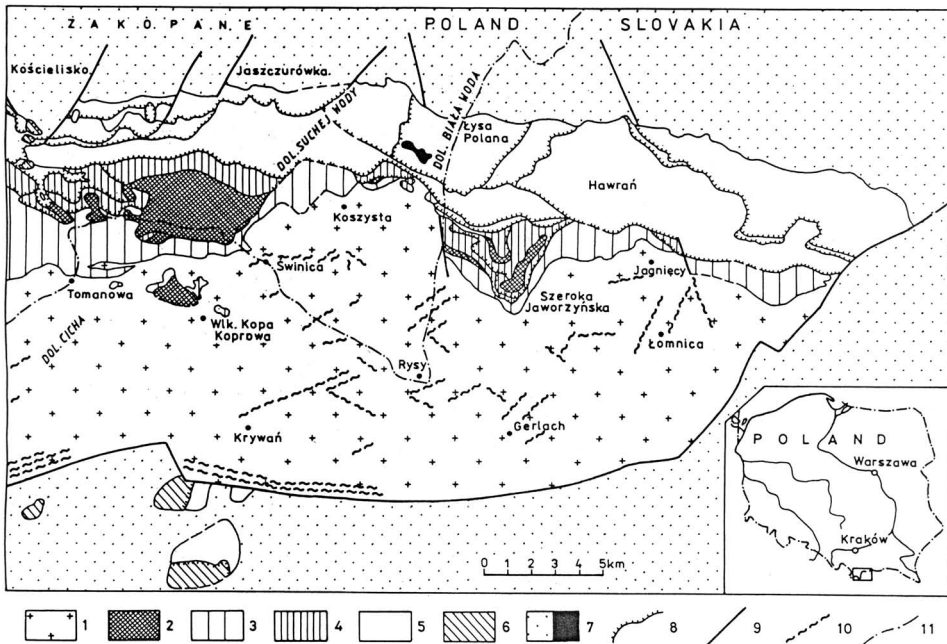 ZAKOPANE
POLAND
SLOVAKIA
Kościelisko.
Jaszczurówka.
DOL. SUCHEJ WODY
DOL. BIAŁA WODA
Łysa
Polana
Hawrań
Koszysta
Świnica
Jagnięcy
Tomanowa
Szeroka
Jaworzyńska
DOL. CICHA
Wlk. Kopa
Koprowa
Łomnica
Rysy
Krywań
Gerlach
POLAND
Warszawa
Kraków
0 1 2 3 4 5km
1 2 3 4 5 6 7 8 9 10 11